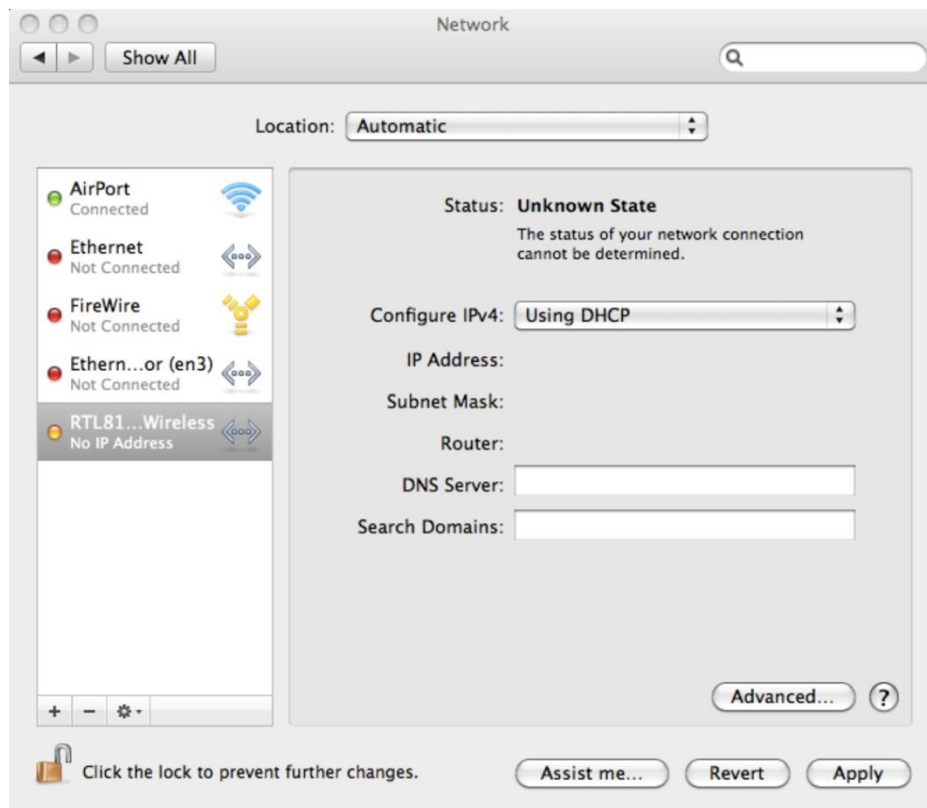 Network
Show All
Location: Automatic
AirPort
Connected
Ethernet
Not Connected
FireWire
Not Connected
Ethern...or (en3)
Not Connected
RTL81...Wireless
No IP Address
Status: Unknown State
The status of your network connection
cannot be determined.
Configure IPv4: Using DHCP
IP Address:
Subnet Mask:
Router:
DNS Server:
Search Domains:
Advanced...
?
Click the lock to prevent further changes.
Assist me...
Revert
Apply